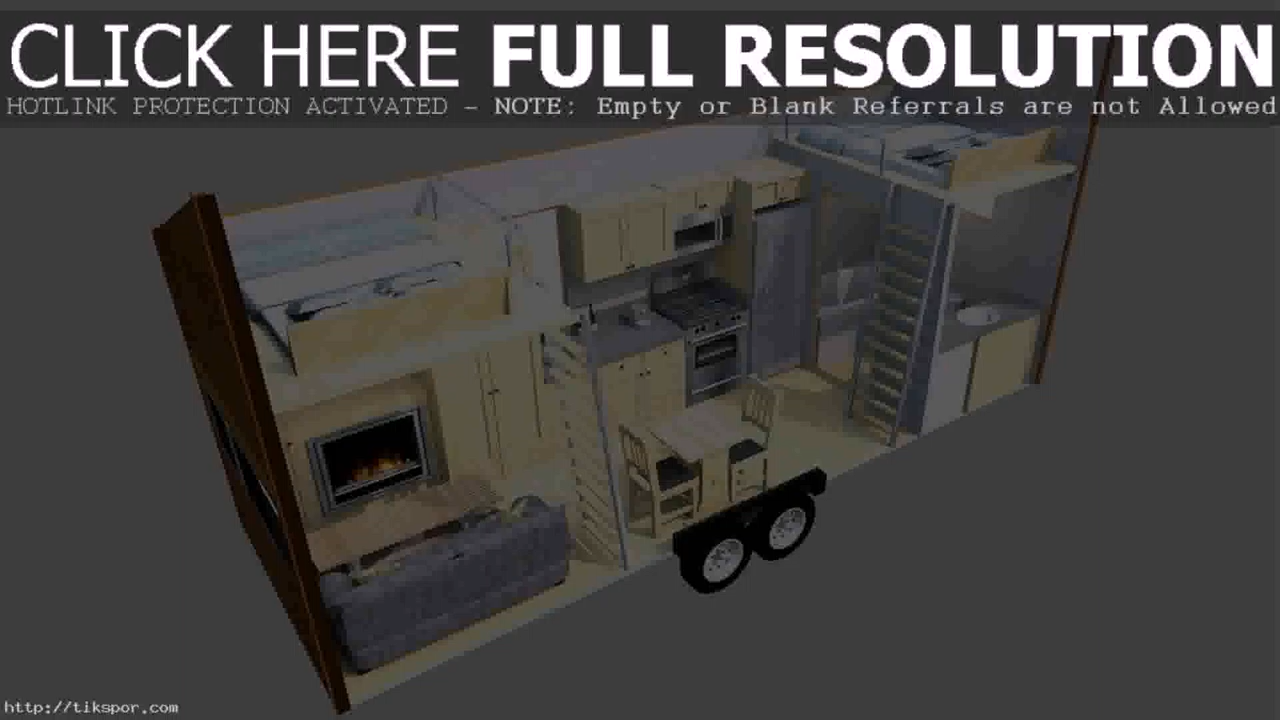 CLICK HERE FULL RESOLUTION
HOTLINK PROTECTION ACTIVATED - NOTE: Empty or Blank Referrals are not Allowed
http://tikspor.com